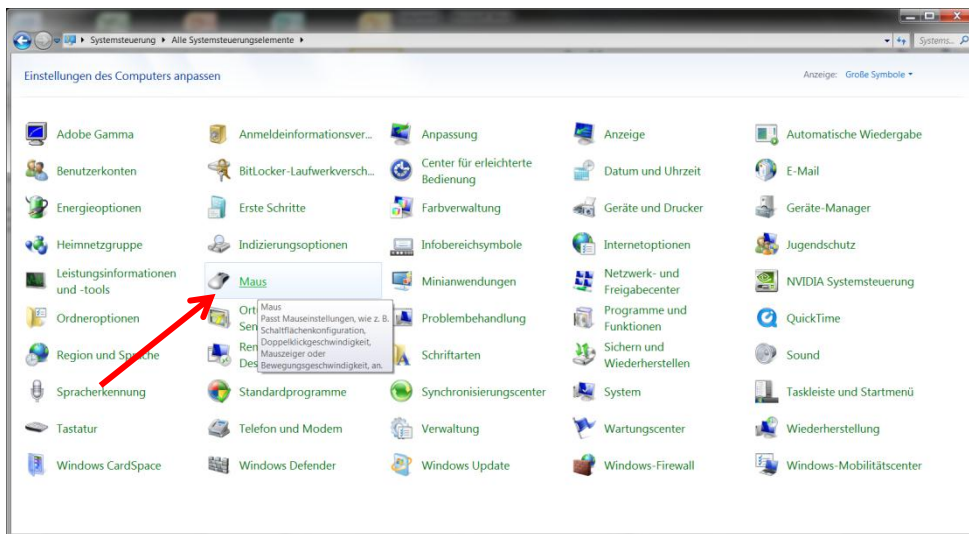 Systemsteuerung Alle Systemsteuerungselemente
Systems...
Einstellungen des Computers anpassen
Anzeige: Große Symbole
Adobe Gamma
Anmeldeinformationsver...
Anpassung
Anzeige
Automatische Wiedergabe
Benutzerkonten
BitLocker-Laufwerkversch...
Center für erleichterte
Bedienung
Datum und Uhrzeit
E-Mail
Energieoptionen
Erste Schritte
Farbverwaltung
Geräte und Drucker
Geräte-Manager
Heimnetzgruppe
Indizierungsoptionen
Infobereichsymbole
Internetoptionen
Jugendschutz
Leistungsinformationen
und -tools
Maus
Minianwendungen
Netzwerk- und
Freigabecenter
NVIDIA Systemsteuerung
Maus
Passt Mauseinstellungen, wie z. B.
Schaltflächenkonfiguration,
Doppelklickgeschwindigkeit,
Mauszeiger oder
Bewegungsgeschwindigkeit, an.
Ordneroptionen
Ort
Sen
Problembehandlung
Programme und
Funktionen
QuickTime
Region und Sprache
Rem
Des
Schriftarten
Sichern und
Wiederherstellen
Sound
Spracherkennung
Standardprogramme
Synchronisierungscenter
System
Taskleiste und Startmenü
Tastatur
Telefon und Modem
Verwaltung
Wartungscenter
Wiederherstellung
Windows CardSpace
Windows Defender
Windows Update
Windows-Firewall
Windows-Mobilitätscenter